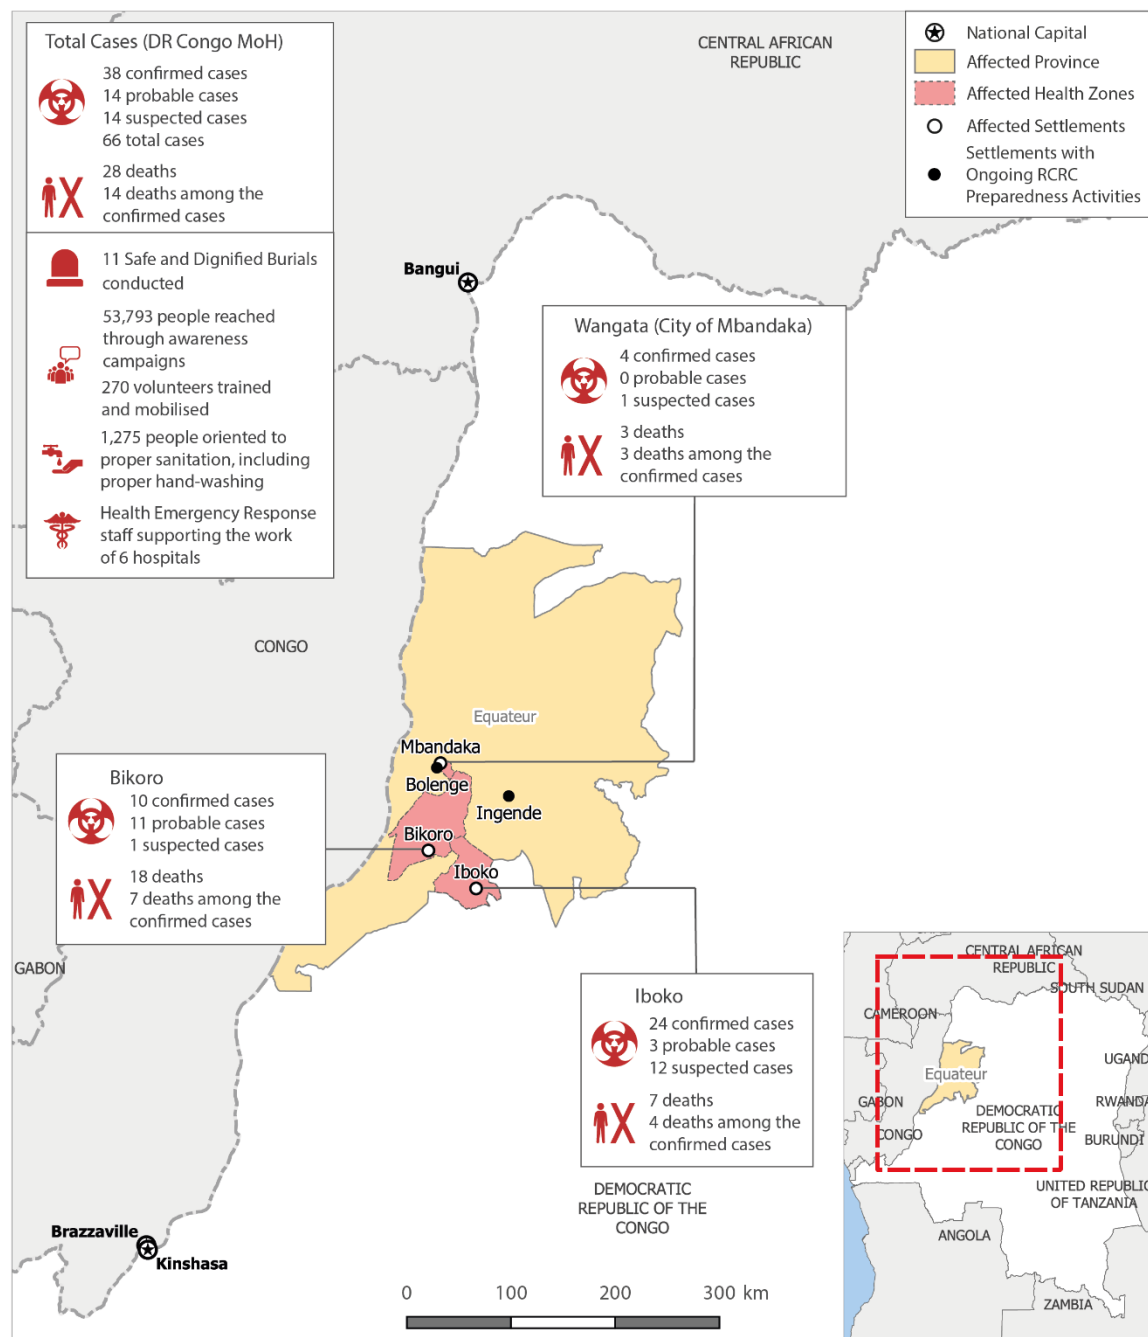 Total Cases (DR Congo MoH)
38 confirmed cases
14 probable cases
14 suspected cases
66 total cases
28 deaths
14 deaths among the
confirmed cases
11 Safe and Dignified Burials
conducted
53,793 people reached
through awareness
campaigns
270 volunteers trained
and mobilised
1,275 people oriented to
proper sanitation, including
proper hand-washing
Health Emergency Response
staff supporting the work
of 6 hospitals
CENTRAL AFRICAN
REPUBLIC
National Capital
Affected Province
Affected Health Zones
Affected Settlements
Settlements with
Ongoing RCRC
Preparedness Activities
Bangui
Wangata (City of Mbandaka)
4 confirmed cases
0 probable cases
1 suspected cases
3 deaths
3 deaths among the
confirmed cases
CONGO
Equateur
Mbandaka
Bolenge
Ingende
Bikoro
Iboko
Bikoro
10 confirmed cases
11 probable cases
1 suspected cases
18 deaths
7 deaths among the
confirmed cases
GABON
Iboko
24 confirmed cases
3 probable cases
12 suspected cases
7 deaths
4 deaths among the
confirmed cases
DEMOCRATIC
REPUBLIC OF THE
CONGO
Brazzaville
Kinshasa
0 100 200 300 km
CENTRAL AFRICAN
REPUBLIC
SOUTH SUDAN
CAMEROON
UGAND
Equateur
GABON
RWANDA
DEMOCRATIC
REPUBLIC OF THE
CONGO
CONGO
BURUNDI
UNITED REPUBLIC
OF TANZANIA
ANGOLA
ZAMBIA